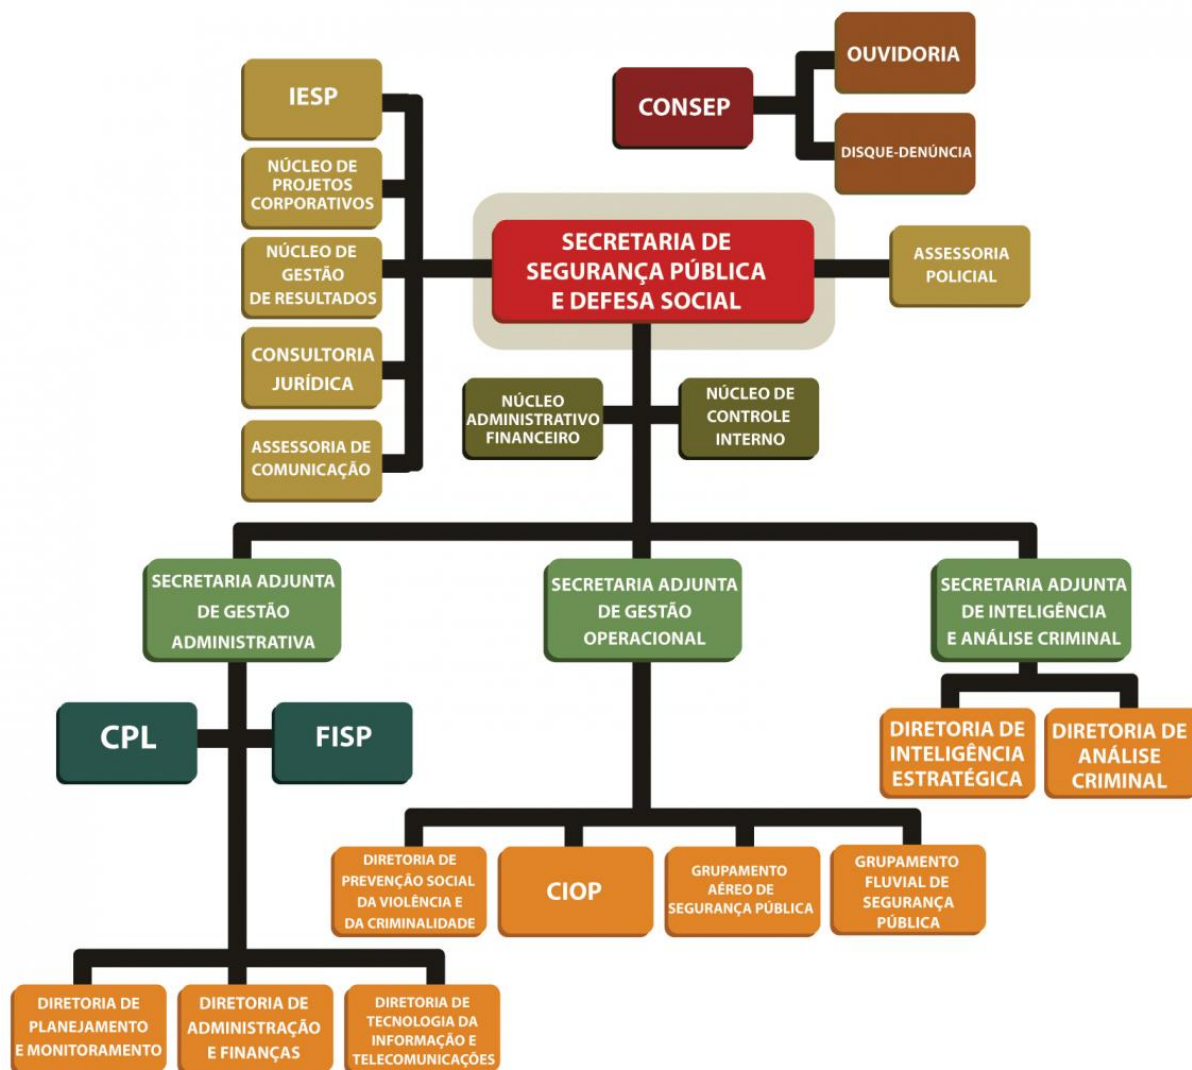 OUVIDORIA
IESP
CONSEP
DISQUE-DENÚNCIA
NÚCLEO DE
PROJETOS
CORPORATIVOS
NÚCLEO DE
GESTÃO
DE RESULTADOS
SECRETARIA DE
SEGURANÇA PÚBLICA
E DEFESA SOCIAL
ASSESSORIA
POLICIAL
CONSULTORIA
JURÍDICA
NÚCLEO
ADMINISTRATIVO
FINANCEIRO
NÚCLEO DE
CONTROLE
INTERNO
ASSESSORIA DE
COMUNICAÇÃO
SECRETARIA ADJUNTA
DE GESTÃO
ADMINISTRATIVA
SECRETARIA ADJUNTA
DE GESTÃO
OPERACIONAL
SECRETARIA ADJUNTA
DE INTELIGÊNCIA
E ANÁLISE CRIMINAL
CPL
FISP
DIRETORIA DE
INTELIGÊNCIA
ESTRATÉGICA
DIRETORIA DE
ANÁLISE
CRIMINAL
DIRETORIA DE
PREVENÇÃO SOCIAL
DA VIOLÊNCIA E
DA CRIMINALIDADE
CIOP
GRUPAMENTO
AÉREO DE
SEGURANÇA PÚBLICA
GRUPAMENTO
FLUVIAL DE
SEGURANÇA
PÚBLICA
DIRETORIA DE
PLANEJAMENTO
E MONITORAMENTO
DIRETORIA DE
ADMINISTRAÇÃO
E FINANÇAS
DIRETORIA DE
TECNOLOGIA DA
INFORMAÇÃO E
TELECOMUNICAÇÕES